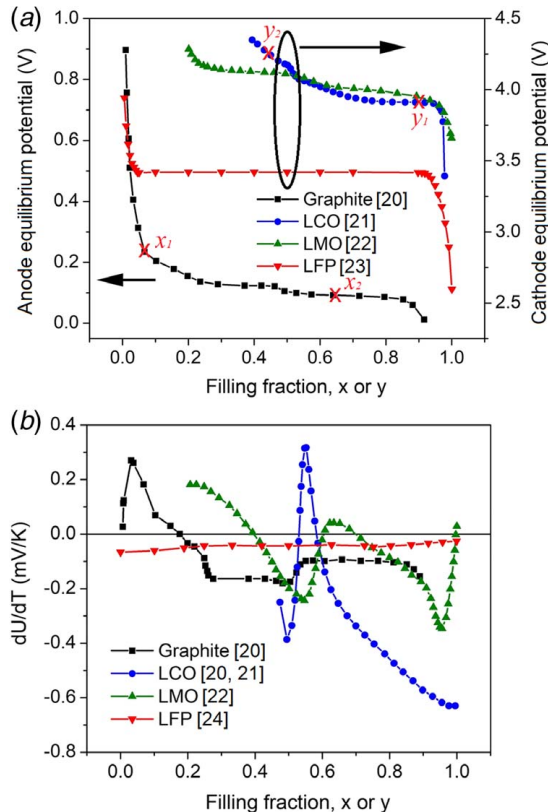 (a)
Anode equilibrium potential (V)
1.0
0.8
0.6
0.4
0.2
0.0
4.5
4.0
3.5
3.0
2.5
Cathode equilibrium potential (V)
y2
y1
x1
x2
Graphite [20]
LCO [21]
LMO [22]
LFP [23]
0.0 0.2 0.4 0.6 0.8 1.0
Filling fraction, x or y
(b)
dU/dT (mV/K)
0.4
0.2
-0.0
-0.2
-0.4
-0.6
-0.8
Graphite [20]
LCO [20, 21]
LMO [22]
LFP [24]
0.0 0.2 0.4 0.6 0.8 1.0
Filling fraction, x or y